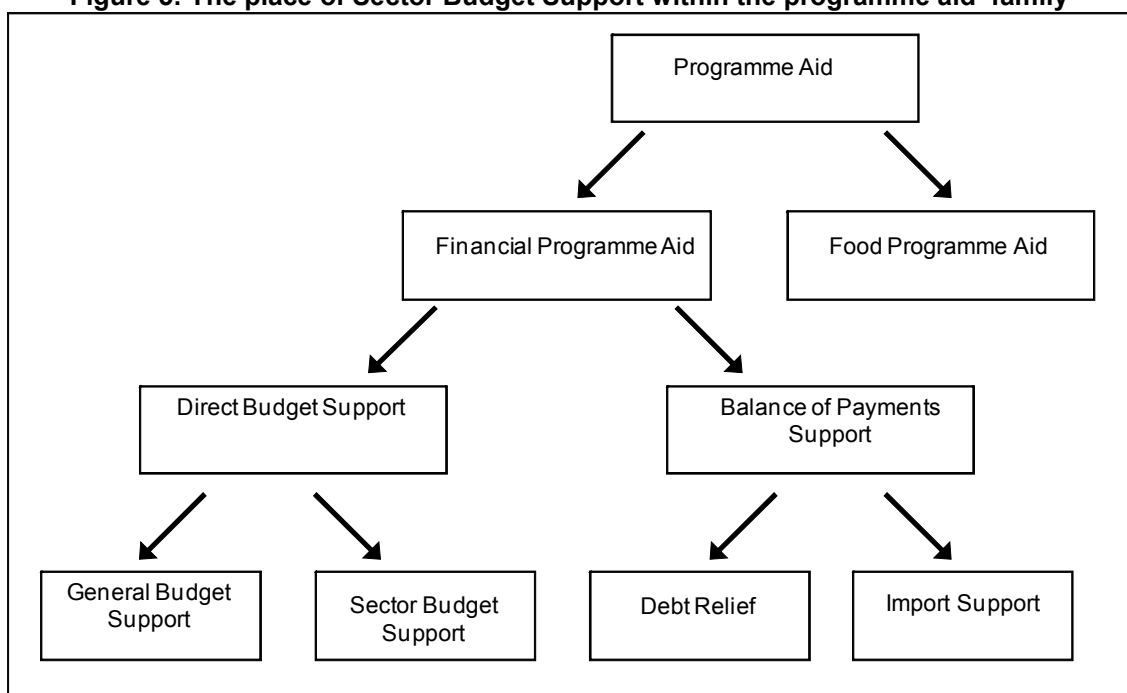 Figure : The place of Sector Budget Support within the programme aid family
Programme Aid
Financial Programme Aid
Food Programme Aid
Direct Budget Support
Balance of Payments
Support
General Budget
Support
Sector Budget
Support
Debt Relief
Import Support